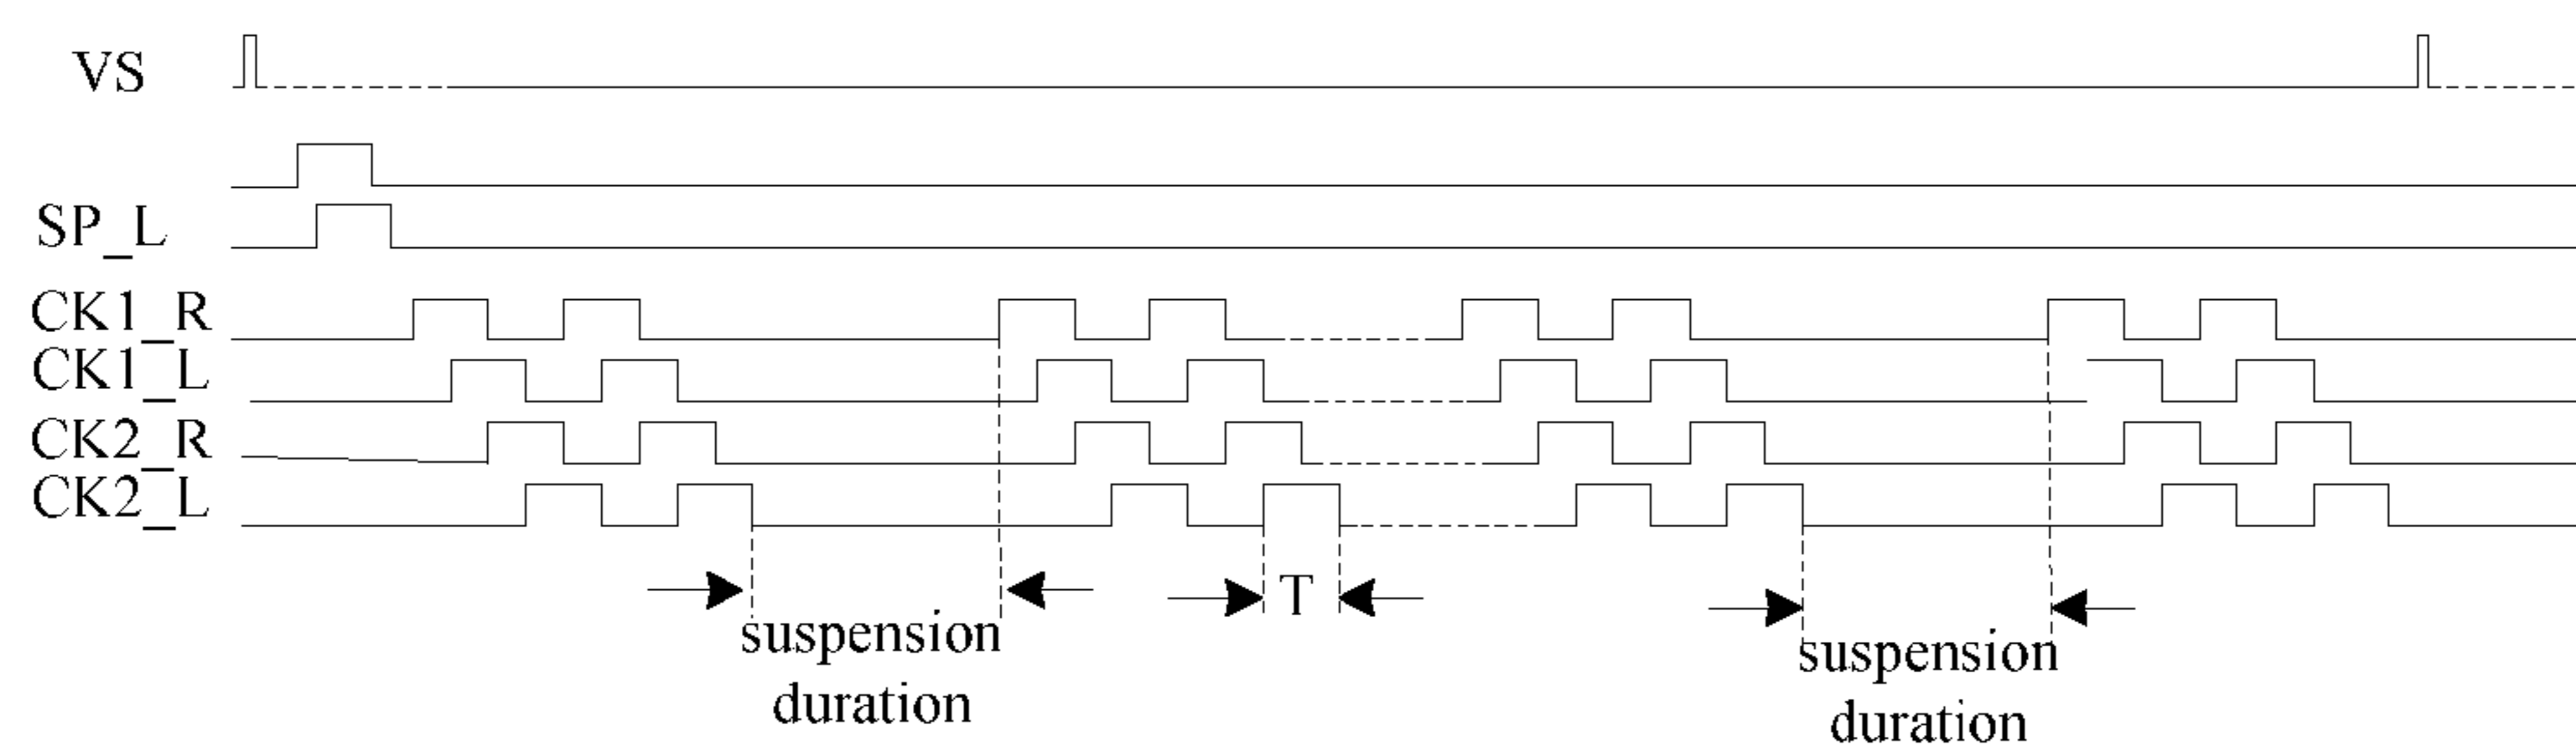 VS
SP_L
CK1_R
CK1_L
CK2_R
CK2_L
T
suspension
duration
suspension
duration